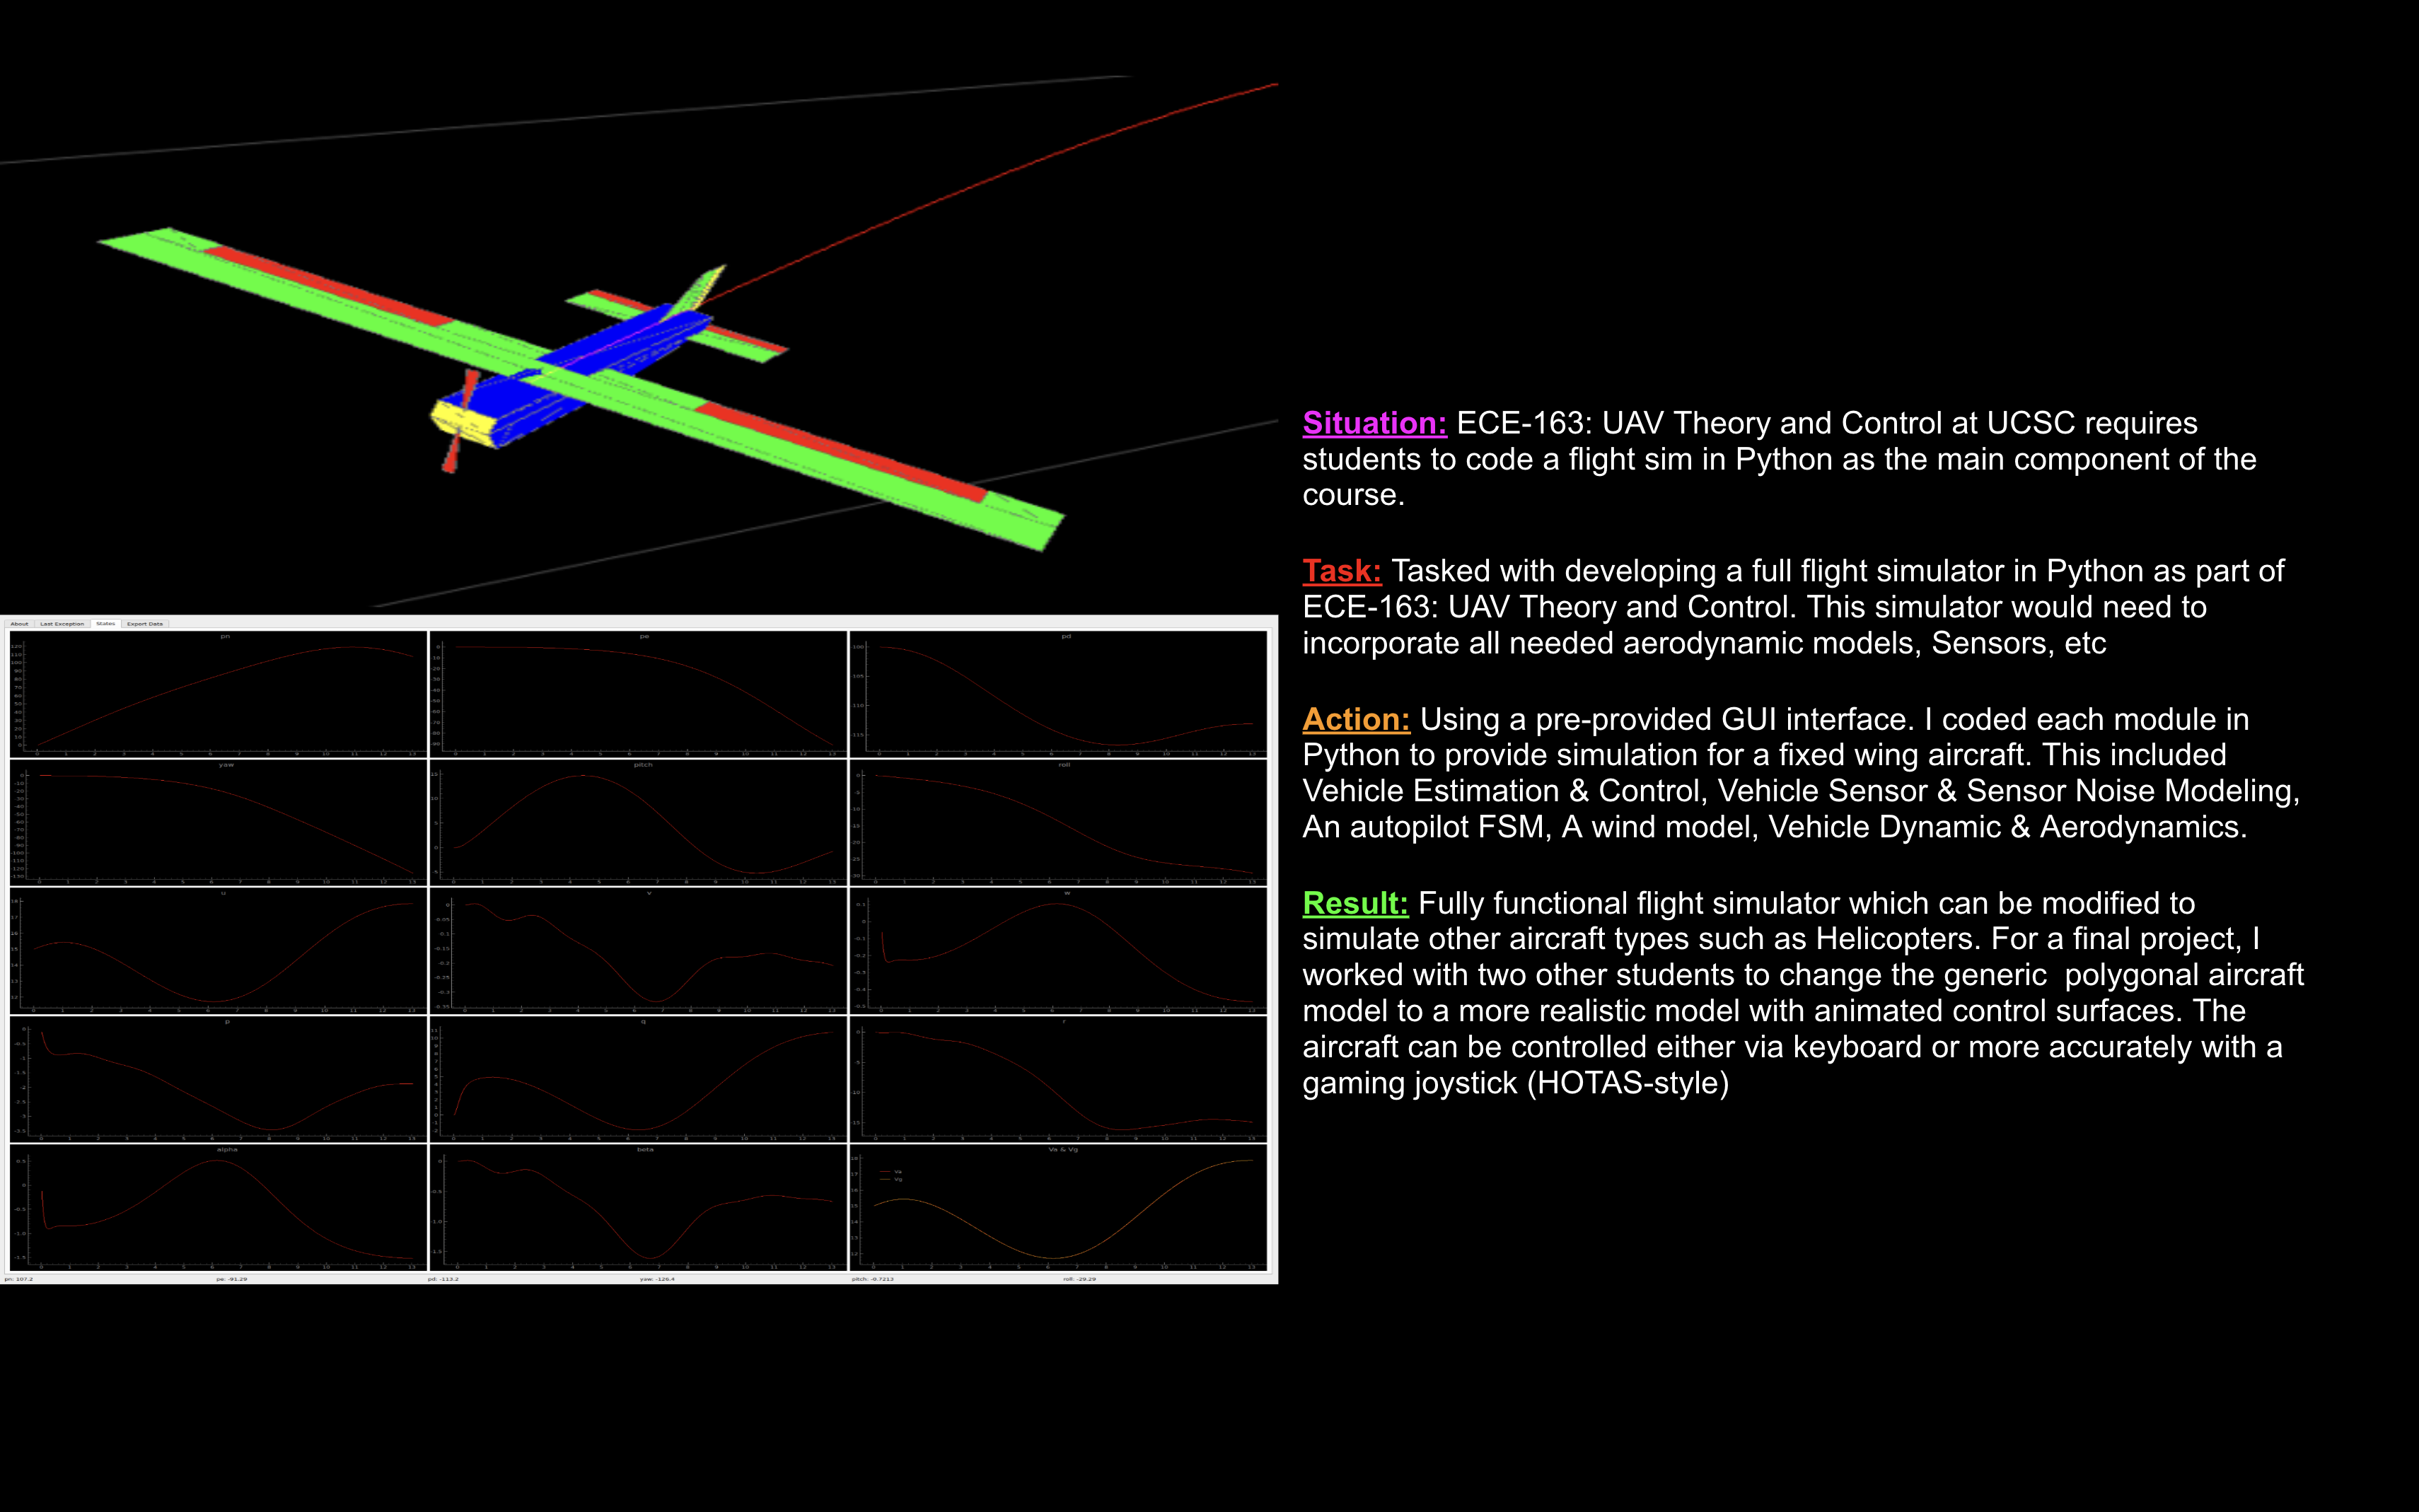 About Last Exception States Export Data
pn pe pd
yaw pitch roll
u v w
p q r
alpha beta Va & Vg
Va
Vg
pn: 107.2 pe: -91.29 pd: -113.2 yaw: -126.4 pitch: -0.7213 roll: -29.29
Situation: ECE-163: UAV Theory and Control at UCSC requires
students to code a flight sim in Python as the main component of the
course.
Task: Tasked with developing a full flight simulator in Python as part of
ECE-163: UAV Theory and Control. This simulator would need to
incorporate all needed aerodynamic models, Sensors, etc
Action: Using a pre-provided GUI interface. I coded each module in
Python to provide simulation for a fixed wing aircraft. This included
Vehicle Estimation & Control, Vehicle Sensor & Sensor Noise Modeling,
An autopilot FSM, A wind model, Vehicle Dynamic & Aerodynamics.
Result: Fully functional flight simulator which can be modified to
simulate other aircraft types such as Helicopters. For a final project, I
worked with two other students to change the generic  polygonal aircraft
model to a more realistic model with animated control surfaces. The
aircraft can be controlled either via keyboard or more accurately with a
gaming joystick (HOTAS-style)